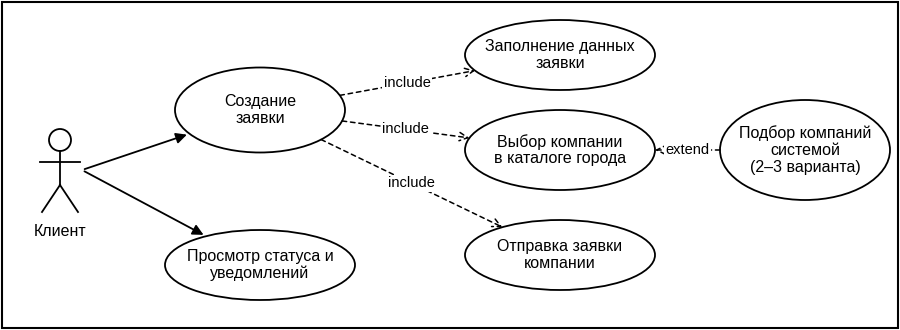 Заполнение данных
заявки
include
Создание
заявки
include
Выбор компании
в каталоге города
extend
Подбор компаний
системой
(2–3 варианта)
include
Клиент
Отправка заявки
компании
Просмотр статуса и
уведомлений